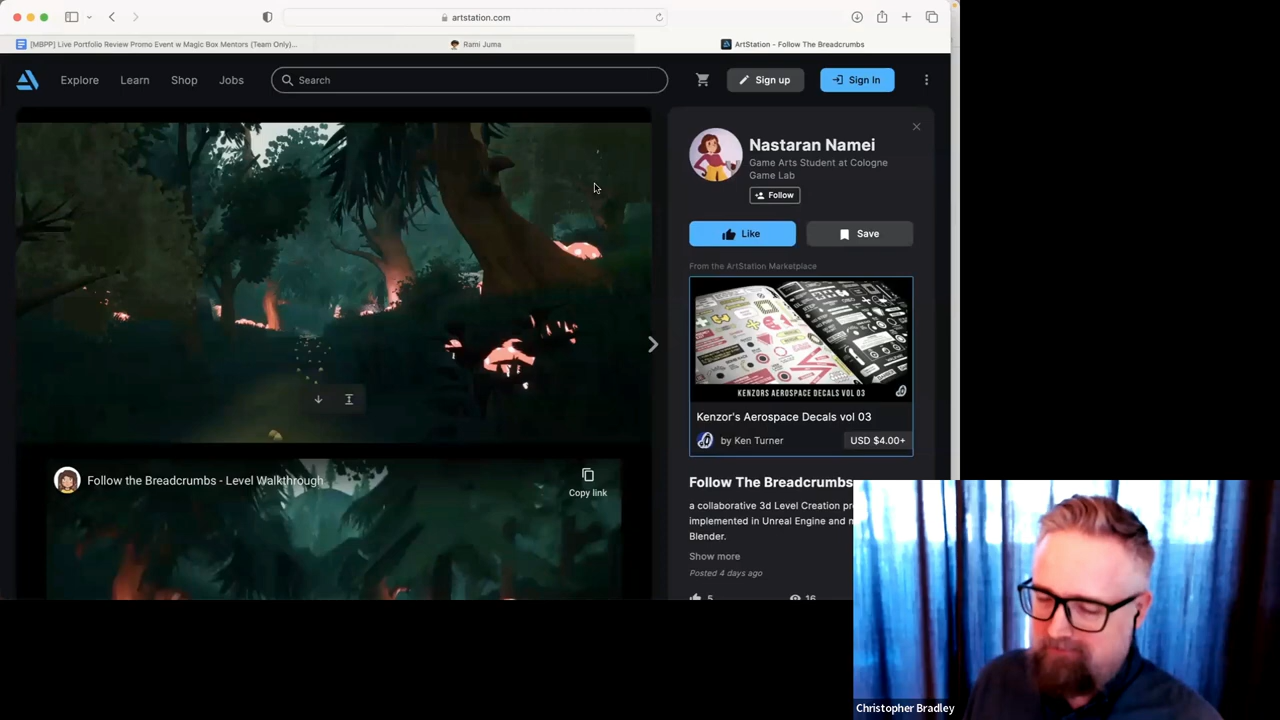 artstation.com
[MBPP] Live Portfolio Review Promo Event w Magic Box Mentors (Team Only)...
Rami Juma
ArtStation - Follow The Breadcrumbs
Explore
Learn
Shop
Jobs
Search
Sign up
Sign In
Nastaran Namei
Game Arts Student at Cologne
Game Lab
Follow
Like
Save
From the ArtStation Marketplace
KENZORS AEROSPACE DECALS VOL 03
Kenzor's Aerospace Decals vol 03
by Ken Turner
USD $4.00+
Follow the Breadcrumbs - Level Walkthrough
Copy link
Follow The Breadcrumbs
a collaborative 3d Level Creation pr
implemented in Unreal Engine and m
Blender.
Show more
Posted 4 days ago
5
16
Christopher Bradley